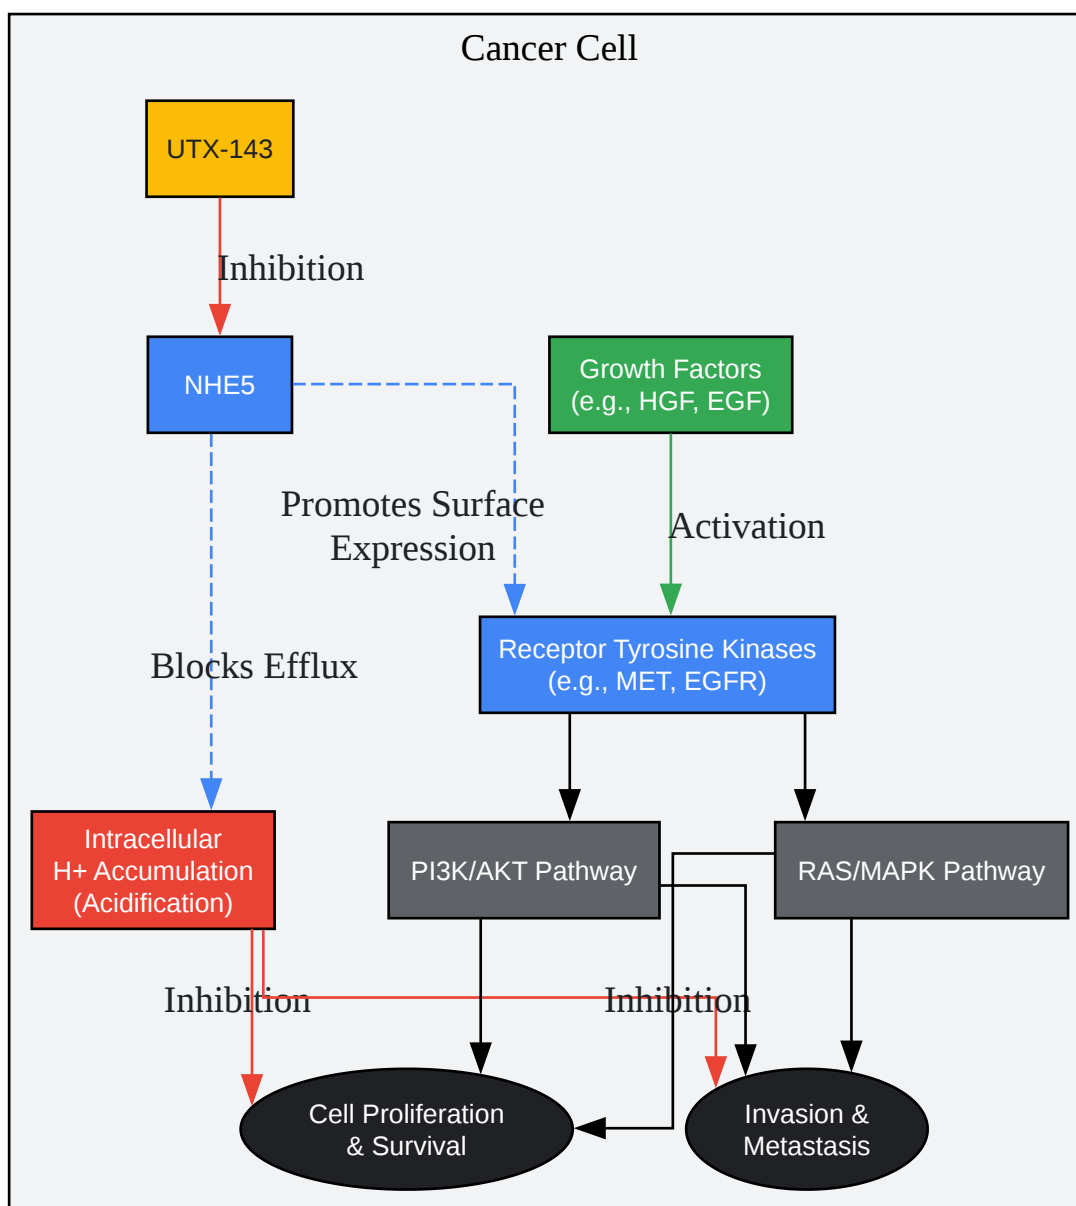 Cancer Cell
UTX-143
Inhibition
NHE5
Growth Factors
(e.g., HGF, EGF)
Promotes Surface
Expression
Activation
Receptor Tyrosine Kinases
(e.g., MET, EGFR)
Blocks Efflux
Intracellular
H+ Accumulation
(Acidification)
PI3K/AKT Pathway
RAS/MAPK Pathway
Inhibition
Inhibition
Cell Proliferation
& Survival
Invasion &
Metastasis